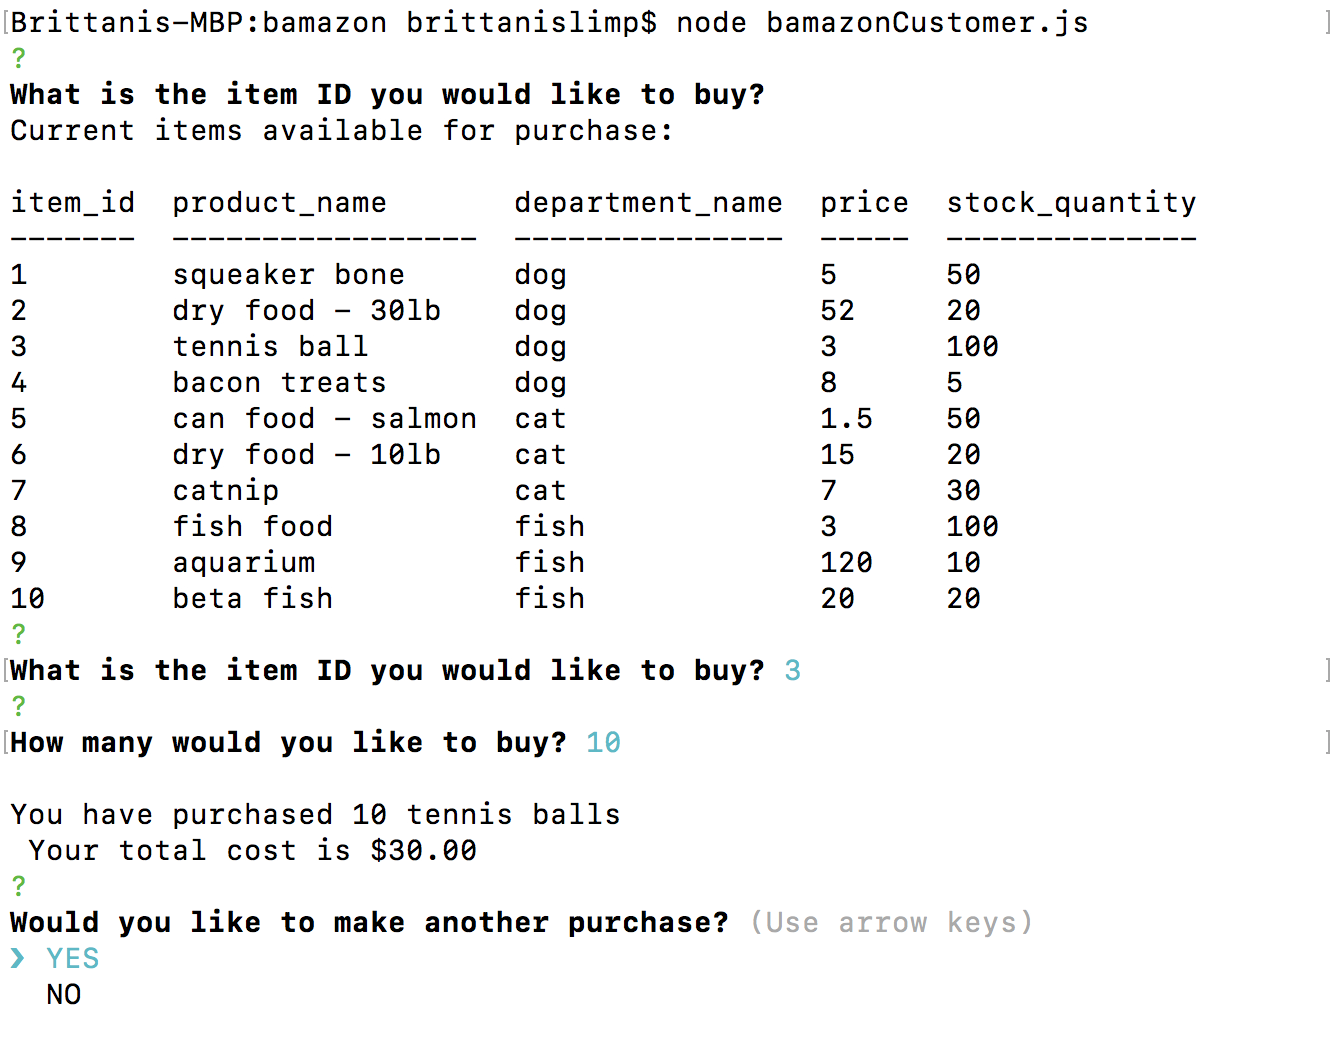 [Brittanis-MBP:bamazon brittanislimp$ node bamazonCustomer.js ]
?
What is the item ID you would like to buy?
Current items available for purchase:
item_id  product_name       department_name  price  stock_quantity
-------  -----------------  ---------------  -----  --------------
1        squeaker bone      dog              5      50
2        dry food - 30lb    dog              52     20
3        tennis ball        dog              3      100
4        bacon treats       dog              8      5
5        can food - salmon  cat              1.5    50
6        dry food - 10lb    cat              15     20
7        catnip             cat              7      30
8        fish food          fish             3      100
9        aquarium           fish             120    10
10       beta fish          fish             20     20
?
[What is the item ID you would like to buy? 3 ]
?
[How many would you like to buy? 10 ]
You have purchased 10 tennis balls
Your total cost is $30.00
?
Would you like to make another purchase? (Use arrow keys)
❯ YES
NO